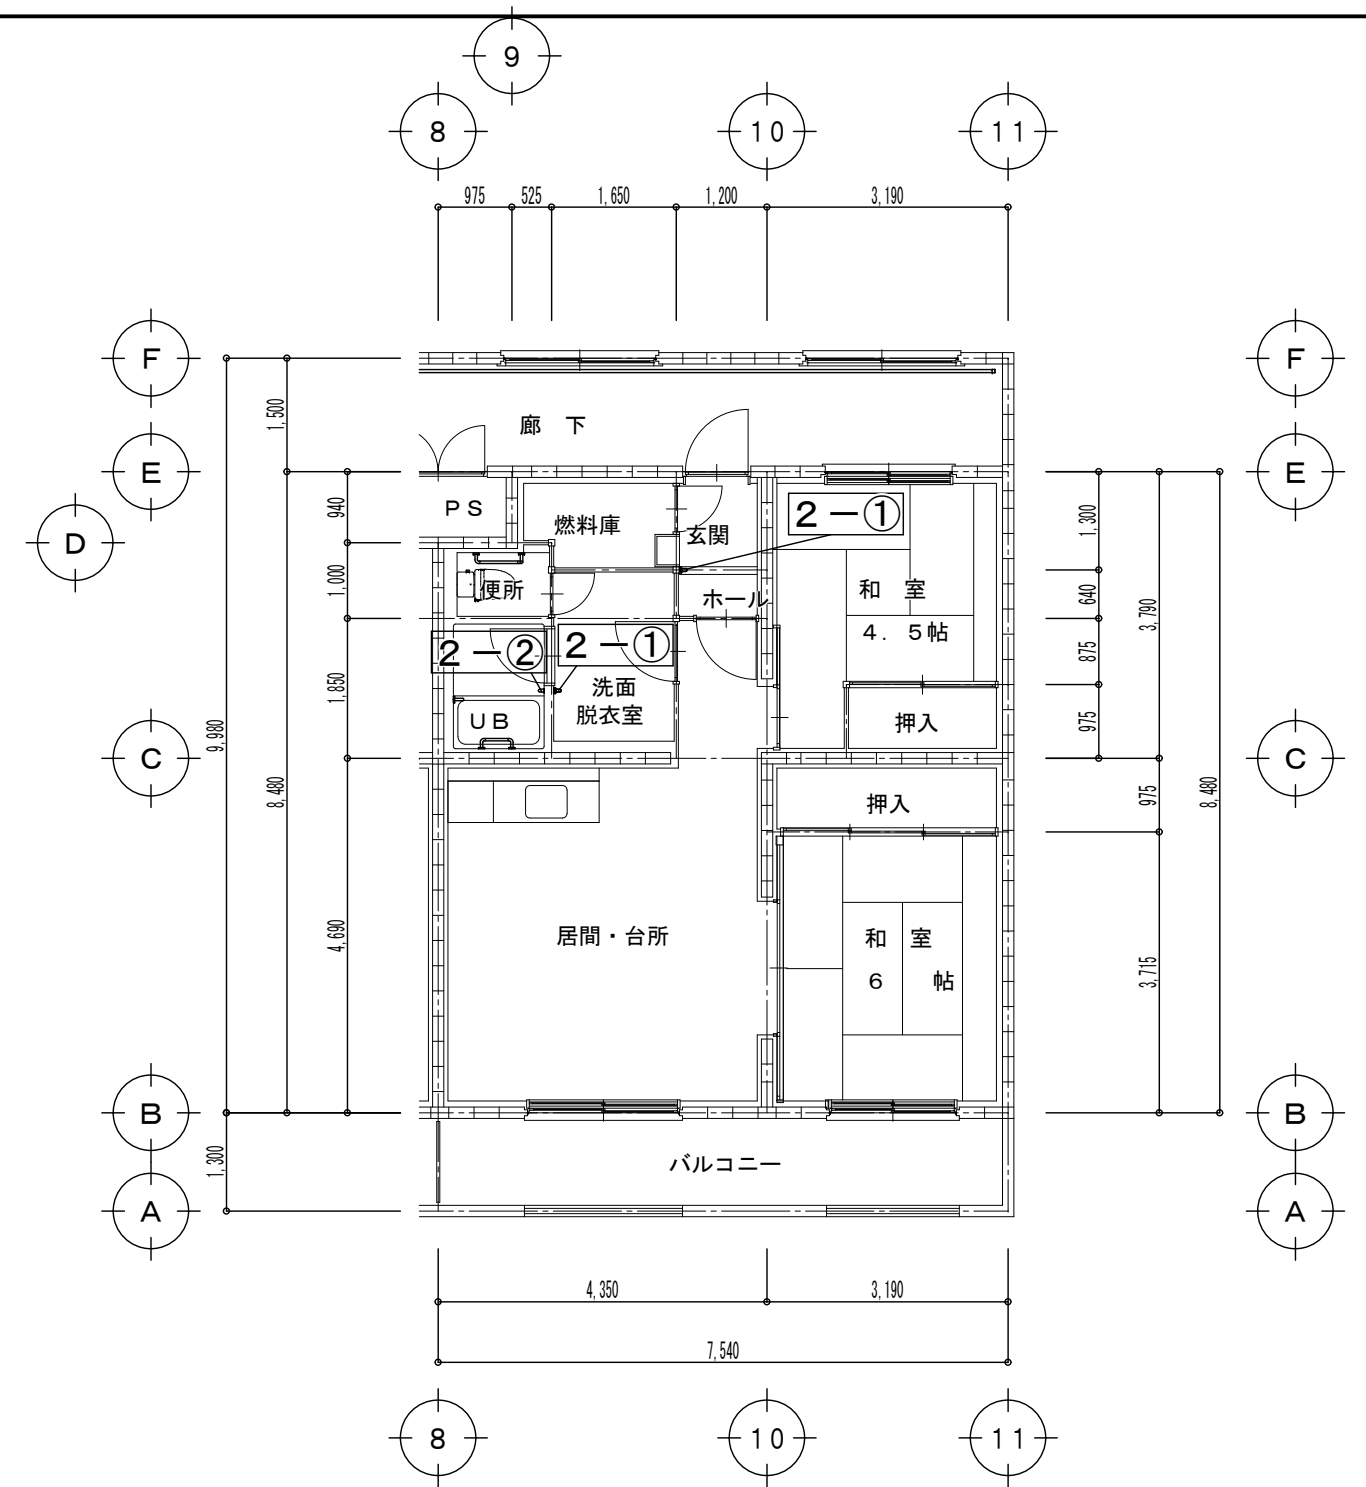 9
8
10
11
975
525
1,650
1,200
3,190
F
F
1,500
廊 下
E
E
940
PS
燃料庫
玄関
2－①
1,300
D
1,000
便所
ホール
和 室
4．5帖
640
3,790
2－②
2－①
875
1,850
洗面
脱衣室
UB
押入
975
9,980
C
C
8,480
押入
975
8,480
4,690
居間・台所
和 室
6 帖
3,715
B
B
1,300
バルコニー
A
A
4,350
3,190
7,540
8
10
11